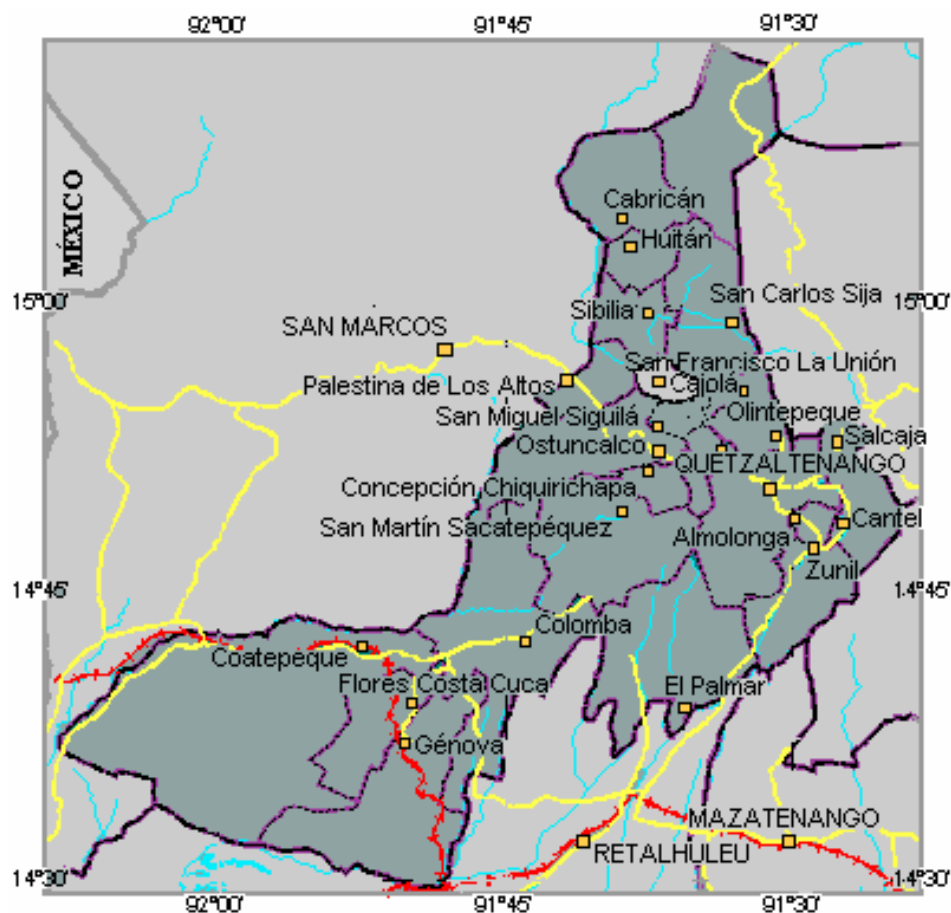 92°00'
91°45'
91°30'
MÉXICO
Cabricán
Huitán
15°00'
15°00'
San Carlos Sija
Sibilia
SAN MARCOS
San Francisco La Unión
Palestina de Los Altos
Cajolá
San Miguel Siguilá
Olintepeque
Ostuncalco
Salcaja
QUETZALTENANGO
Concepción Chiquirichapa
San Martín Sacatepéquez
Cantel
Almolonga
Zunil
14°45'
14°45'
Colomba
Coatepeque
Flores Costa Cuca
El Palmar
Génova
MAZATENANGO
RETALHULEU
14°30'
14°30'
92°00'
91°45'
91°30'